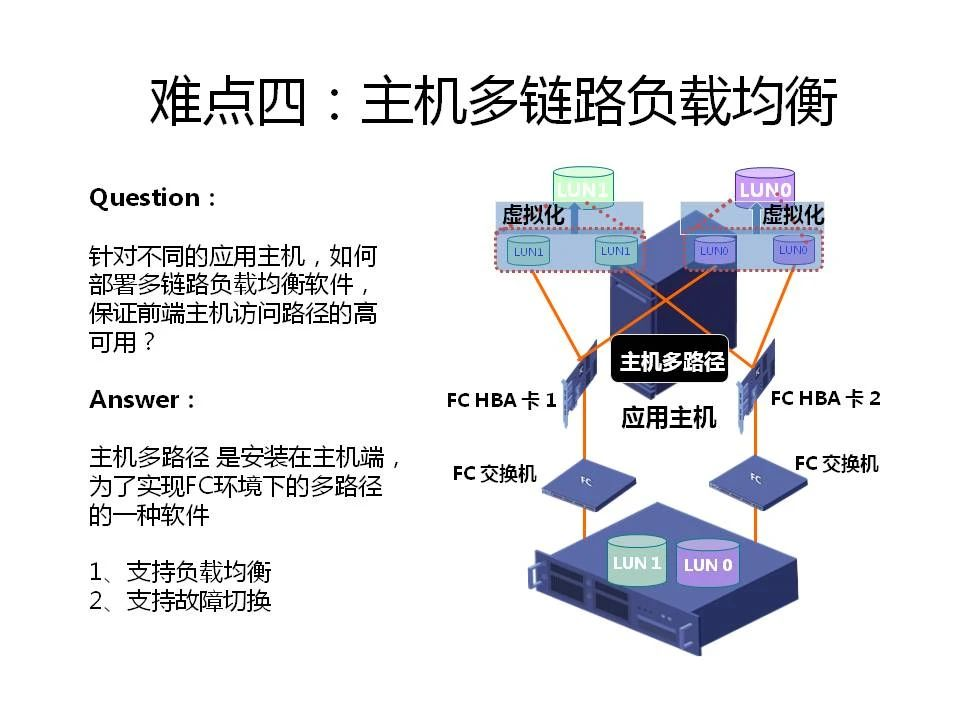 难点四：主机多链路负载均衡
Question：
针对不同的应用主机，如何
部署多链路负载均衡软件，
保证前端主机访问路径的高
可用？
Answer：
主机多路径 是安装在主机端，
为了实现FC环境下的多路径
的一种软件
1、支持负载均衡
2、支持故障切换
LUN1
LUN0
虚拟化
虚拟化
LUN1
LUN1
LUN0
LUN0
主机多路径
FC HBA 卡 1
应用主机
FC HBA 卡 2
FC 交换机
FC
FC 交换机
FC
LUN 1
LUN 0